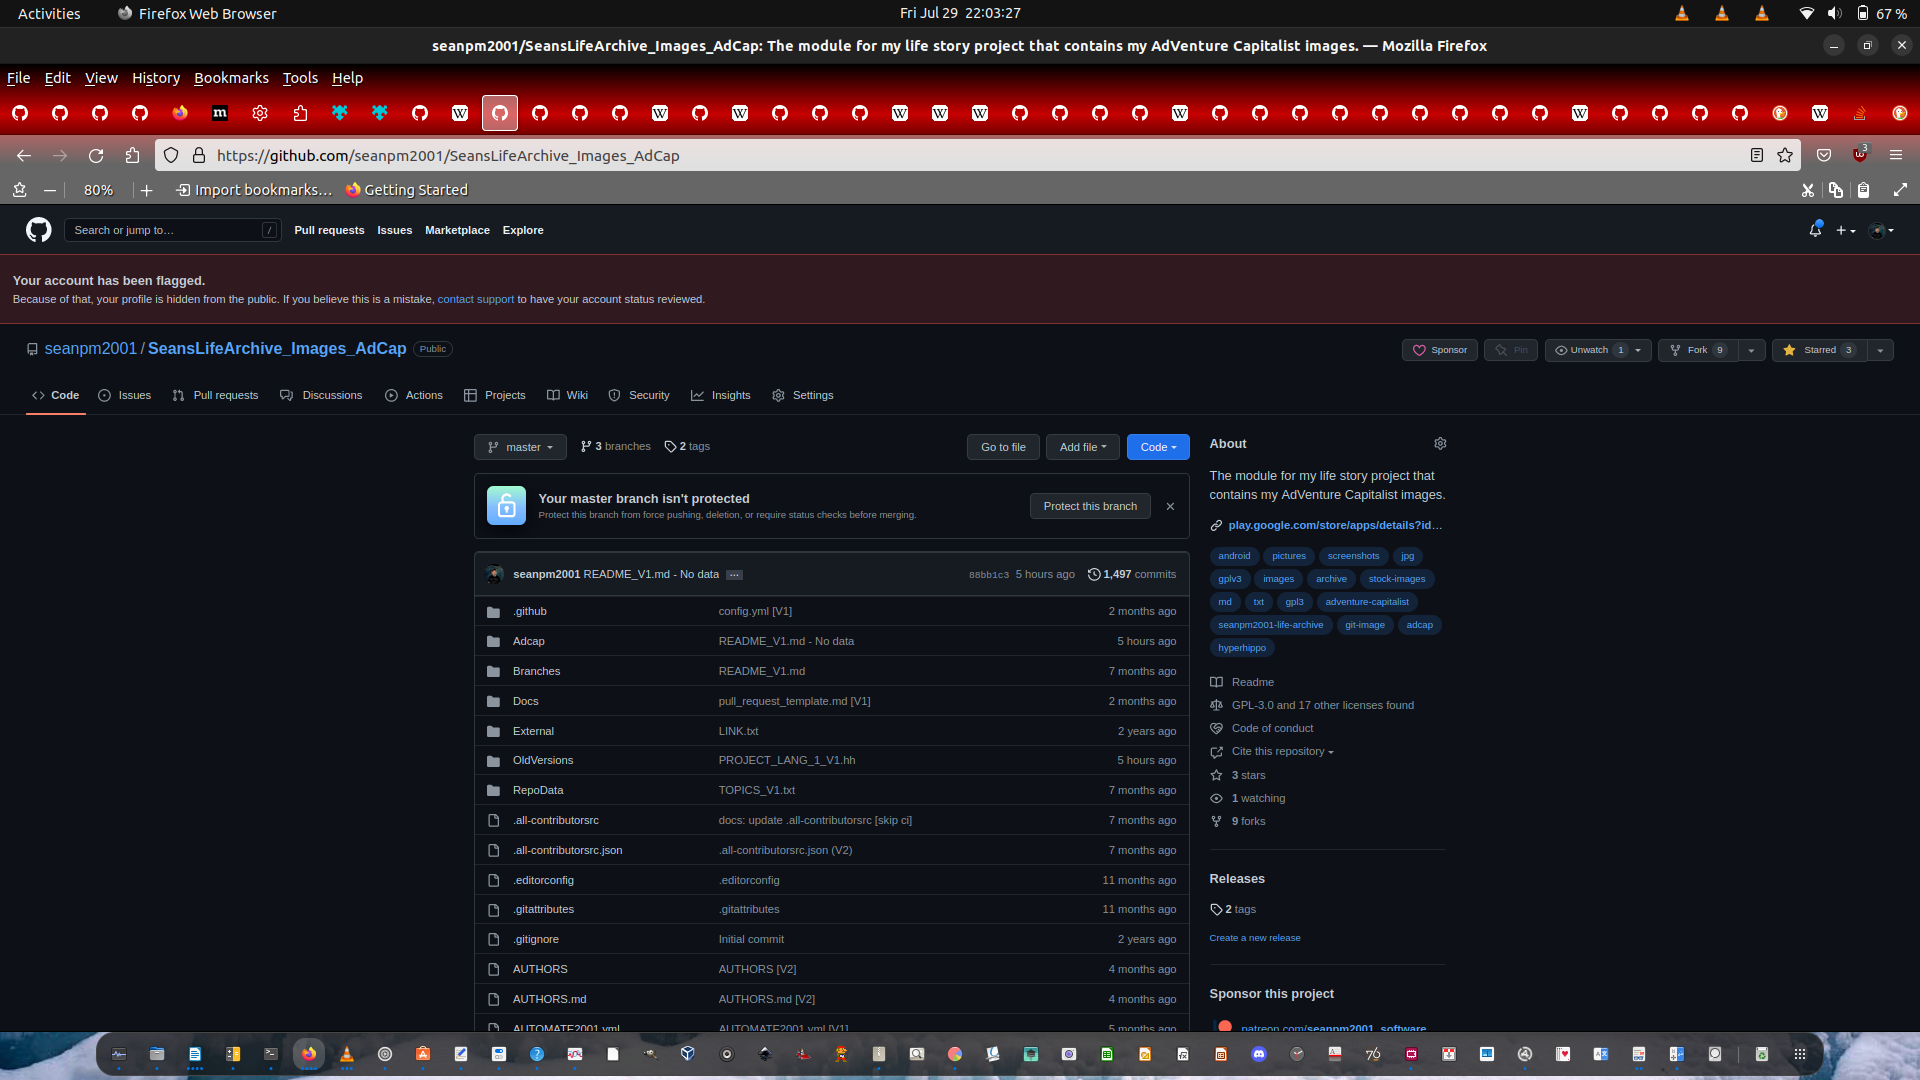 Activities Firefox Web Browser Fri Jul 29 22:03:27 67 %
seanpm2001/SeansLifeArchive_Images_AdCap: The module for my life story project that contains my AdVenture Capitalist images. — Mozilla Firefox
File Edit View History Bookmarks Tools Help
https://github.com/seanpm2001/SeansLifeArchive_Images_AdCap 3
80% Import bookmarks… Getting Started
Search or jump to… / Pull requests Issues Marketplace Explore
Your account has been flagged.
Because of that, your profile is hidden from the public. If you believe this is a mistake, contact support to have your account status reviewed.
seanpm2001 / SeansLifeArchive_Images_AdCap Public Sponsor Pin Unwatch 1 Fork 9 Starred 3
Code Issues Pull requests Discussions Actions Projects Wiki Security Insights Settings
master 3 branches 2 tags Go to file Add file Code
Your master branch isn't protected
Protect this branch from force pushing, deletion, or require status checks before merging.
Protect this branch
seanpm2001 README_V1.md - No data ... 88bb1c3 5 hours ago 1,497 commits
.github config.yml [V1] 2 months ago
Adcap README_V1.md - No data 5 hours ago
Branches README_V1.md 7 months ago
Docs pull_request_template.md [V1] 2 months ago
External LINK.txt 2 years ago
OldVersions PROJECT_LANG_1_V1.hh 5 hours ago
RepoData TOPICS_V1.txt 7 months ago
.all-contributorsrc docs: update .all-contributorsrc [skip ci] 7 months ago
.all-contributorsrc.json .all-contributorsrc.json (V2) 7 months ago
.editorconfig .editorconfig 11 months ago
.gitattributes .gitattributes 11 months ago
.gitignore Initial commit 2 years ago
AUTHORS AUTHORS [V2] 4 months ago
AUTHORS.md AUTHORS.md [V2] 4 months ago
AUTOMATE2001.yml AUTOMATE2001.yml [V1] 5 months ago
About
The module for my life story project that
contains my AdVenture Capitalist images.
play.google.com/store/apps/details?id…
android pictures screenshots jpg
gplv3 images archive stock-images
md txt gpl3 adventure-capitalist
seanpm2001-life-archive git-image adcap
hyperhippo
Readme
GPL-3.0 and 17 other licenses found
Code of conduct
Cite this repository
3 stars
1 watching
9 forks
Releases
2 tags
Create a new release
Sponsor this project
patreon.com/seanpm2001_software